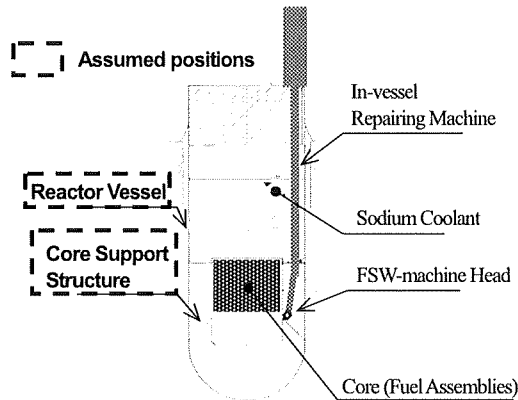 Assumed positions
In-vessel
Repairing Machine
Reactor Vessel
Sodium Coolant
Core Support
Structure
FSW-machine Head
Core (Fuel Assemblies)